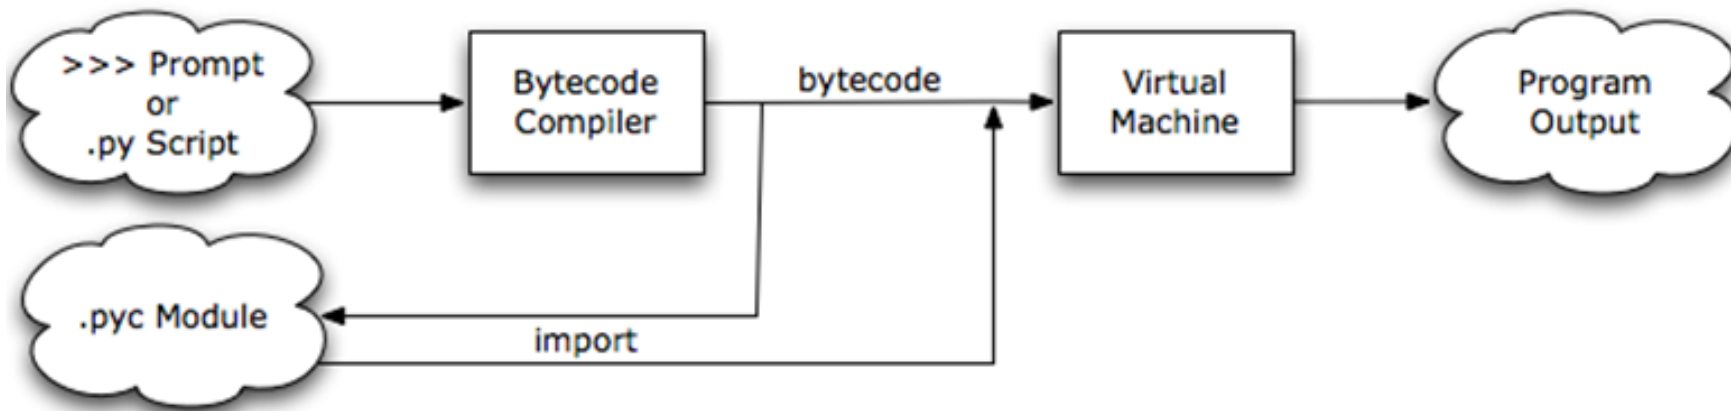 >>> Prompt
or
.py Script
Bytecode
Compiler
bytecode
Virtual
Machine
Program
Output
.pyc Module
import